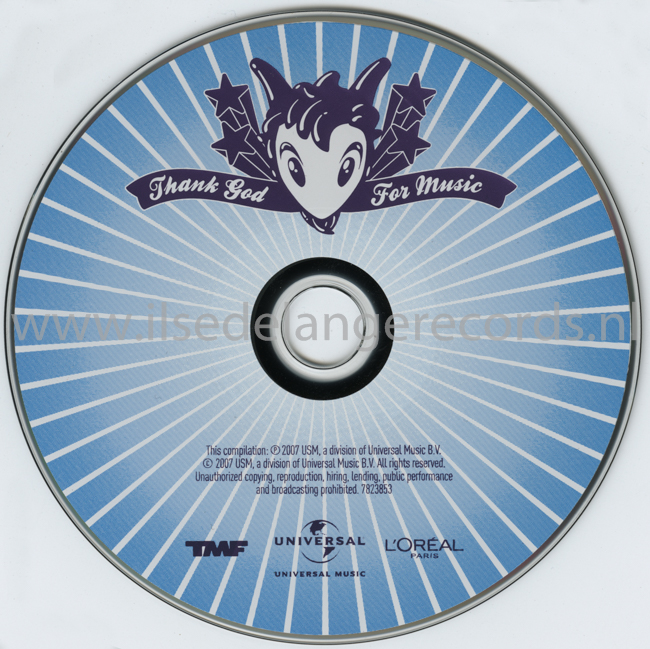 Thank God For Music
www.ilsedelangerecords.nl
This compilation: ℗ 2007 USM, a division of Universal Music B.V.
© 2007 USM, a division of Universal Music B.V. All rights reserved.
Unauthorized copying, reproduction, hiring, lending, public performance
and broadcasting prohibited. 7823853
TMF
UNIVERSAL
UNIVERSAL MUSIC
L'ORÉAL
PARIS